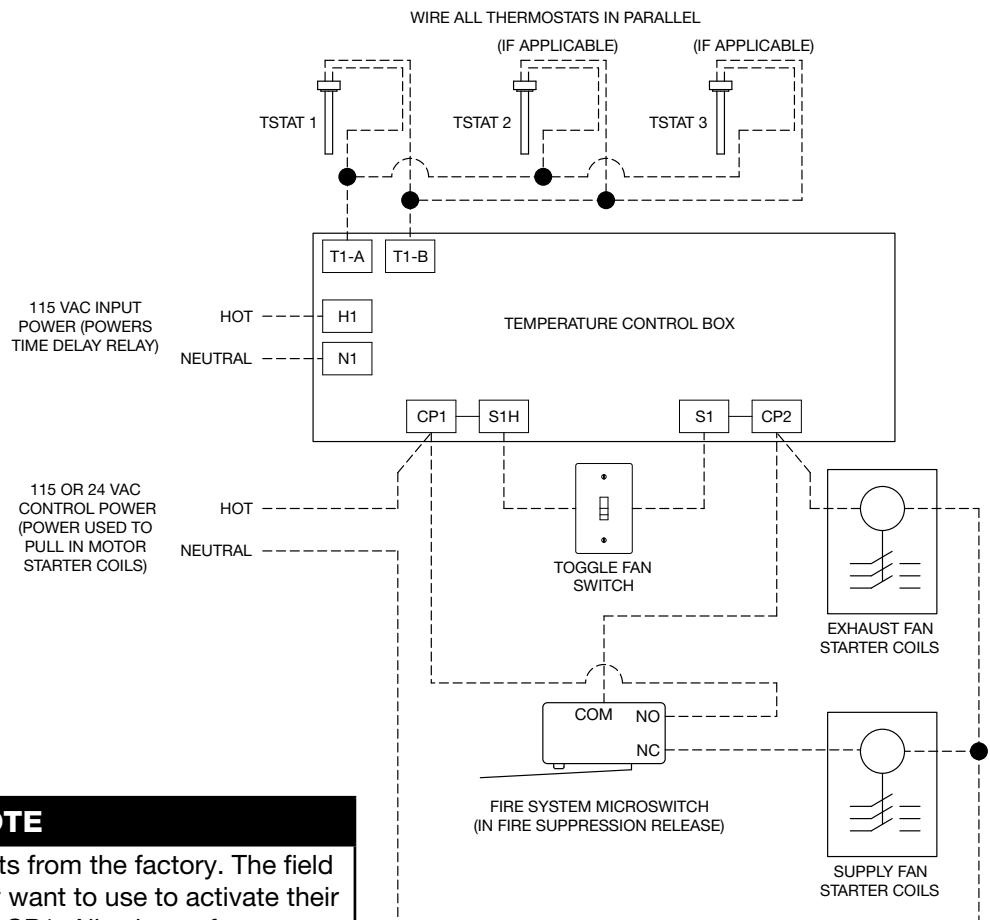 WIRE ALL THERMOSTATS IN PARALLEL
(IF APPLICABLE)
(IF APPLICABLE)
TSTAT 1
TSTAT 2
TSTAT 3
T1-A
T1-B
115 VAC INPUT
POWER (POWERS
TIME DELAY RELAY)
HOT
H1
NEUTRAL
N1
TEMPERATURE CONTROL BOX
CP1
S1H
S1
CP2
115 OR 24 VAC
CONTROL POWER
(POWER USED TO
PULL IN MOTOR
STARTER COILS)
HOT
NEUTRAL
TOGGLE FAN
SWITCH
EXHAUST FAN
STARTER COILS
COM
NO
NC
FIRE SYSTEM MICROSWITCH
(IN FIRE SUPPRESSION RELEASE)
SUPPLY FAN
STARTER COILS
ts from the factory. The field
want to use to activate their